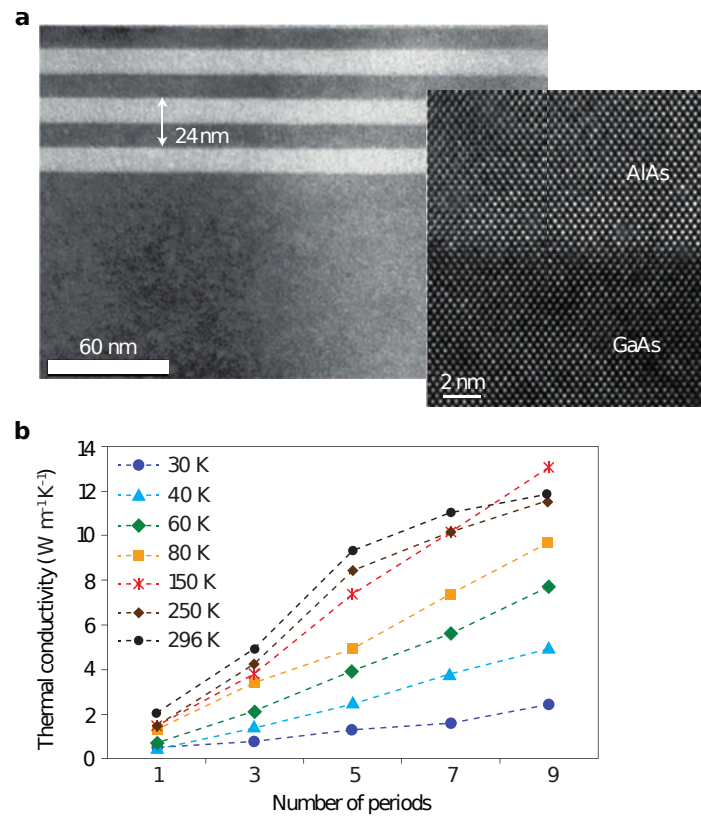 a
24 nm
60 nm
AlAs
GaAs
2 nm
b
Thermal conductivity (W m⁻¹ K⁻¹)
14
12
10
8
6
4
2
0
30 K
40 K
60 K
80 K
150 K
250 K
296 K
1 3 5 7 9
Number of periods